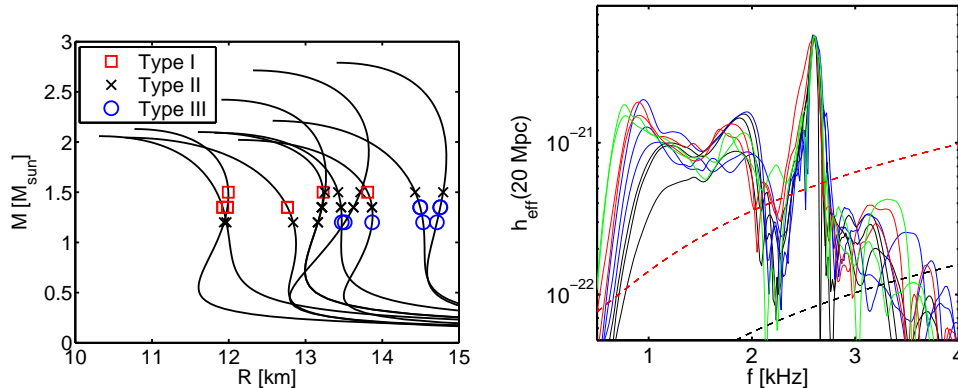 3
2.5
2
1.5
1
0.5
0
M [M_sun]
Type I
Type II
Type III
10
11
12
13
14
15
R [km]
h_eff(20 Mpc)
10^-21
10^-22
1
2
3
4
f [kHz]